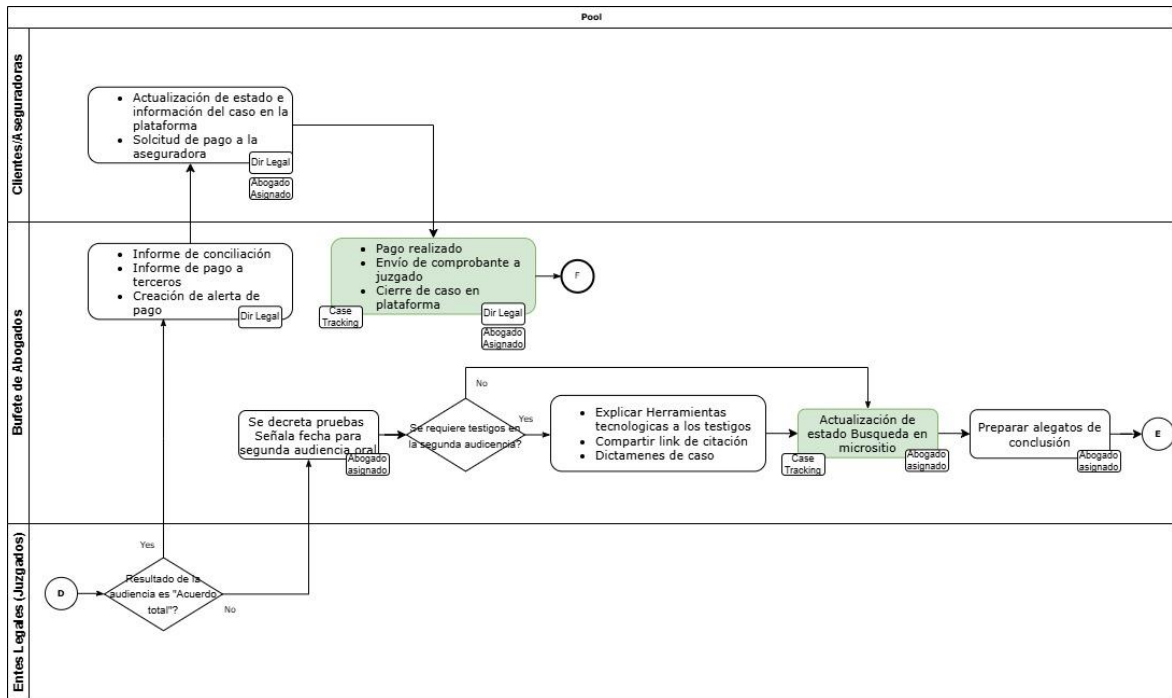 Pool
Clientes/Aseguradoras
• Actualización de estado e
información del caso en la
plataforma
• Solcitud de pago a la
aseguradora
Dir Legal
Abogado
Asignado
Bufete de Abogados
• Informe de conciliación
• Informe de pago a
terceros
• Creación de alerta de
pago
Dir Legal
• Pago realizado
• Envío de comprobante a
juzgado
• Cierre de caso en
plataforma
Case
Tracking
Dir Legal
Abogado
Asignado
F
Se decreta pruebas
Señala fecha para
segunda audiencia oral
Abogado
asignado
Se requiere testigos en
la segunda audicencia?
No
Yes
• Explicar Herramientas
tecnologicas a los testigos
• Compartir link de citación
• Dictamenes de caso
Actualización de
estado Busqueda en
micrositio
Case
Tracking
Abogado
asignado
Preparar alegatos de
conclusión
Abogado
asignado
E
Entes Legales (Juzgados)
D
Resultado de la
audiencia es "Acuerdo
total"?
Yes
No